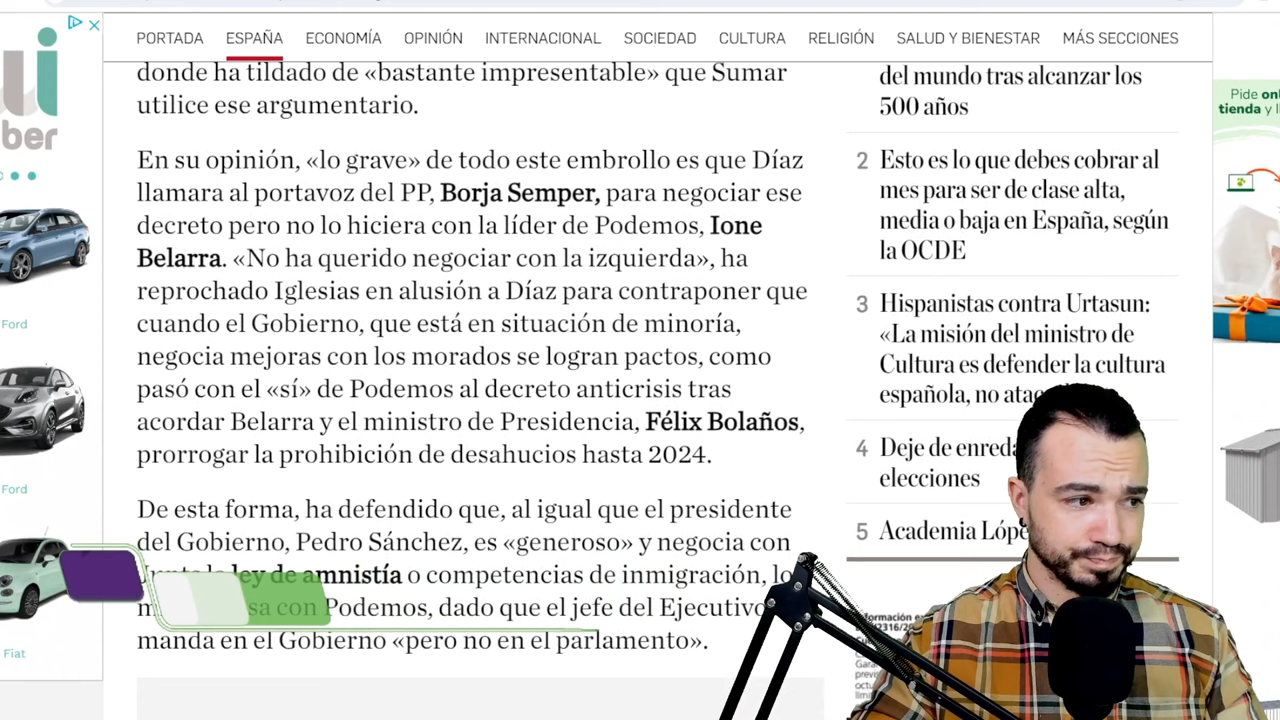 PORTADA ESPAÑA ECONOMÍA OPINIÓN INTERNACIONAL SOCIEDAD CULTURA RELIGIÓN SALUD Y BIENESTAR MÁS SECCIONES
donde ha tildado de «bastante impresentable» que Sumar
utilice ese argumentario.
En su opinión, «lo grave» de todo este embrollo es que Díaz
llamara al portavoz del PP, Borja Semper, para negociar ese
decreto pero no lo hiciera con la líder de Podemos, Ione
Belarra. «No ha querido negociar con la izquierda», ha
reprochado Iglesias en alusión a Díaz para contraponer que
cuando el Gobierno, que está en situación de minoría,
negocia mejoras con los morados se logran pactos, como
pasó con el «sí» de Podemos al decreto anticrisis tras
acordar Belarra y el ministro de Presidencia, Félix Bolaños,
prorrogar la prohibición de desahucios hasta 2024.
De esta forma, ha defendido que, al igual que el presidente
del Gobierno, Pedro Sánchez, es «generoso» y negocia con
ley de amnistía o competencias de inmigración,
con Podemos, dado que el jefe del Ejecutivo
manda en el Gobierno «pero no en el parlamento».
del mundo tras alcanzar los
500 años
2 Esto es lo que debes cobrar al
mes para ser de clase alta,
media o baja en España, según
la OCDE
3 Hispanistas contra Urtasun:
«La misión del ministro de
Cultura es defender la cultura
española, no
4 Deje de
elecciones
5 Academia
ber
Ford
Ford
Fiat
Pide
tienda y